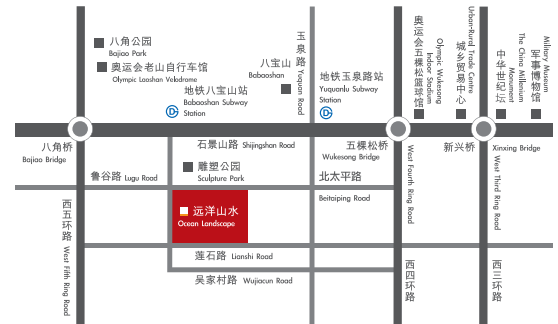 八角公园
Bajiao Park
奥运会老山自行车馆
Olympic Laoshan Velodrome
地铁八宝山站
Babaoshan Subway
Station
八宝山
Babaoshan
玉泉路
Yuquan Road
地铁玉泉路站
Yuquanlu Subway
Station
奥运会五棵松篮球馆
Olympic Wukesong
Indoor Stadium
城乡贸易中心
Urban-Rural Trade Centre
中华世纪坛
The China Millenium
Monument
军事博物馆
Military Museum
八角桥
Bajiao Bridge
石景山路 Shijingshan Road
五棵松桥
Wukesong Bridge
新兴桥
Xinxing Bridge
雕塑公园
Sculpture Park
鲁谷路 Lugu Road
北太平路
Beitaiping Road
远洋山水
Ocean Landscape
西五环路
West Fifth Ring Road
莲石路 Lianshi Road
吴家村路 Wujiacun Road
West Fourth Ring Road
西四环路
West Third Ring Road
西三环路